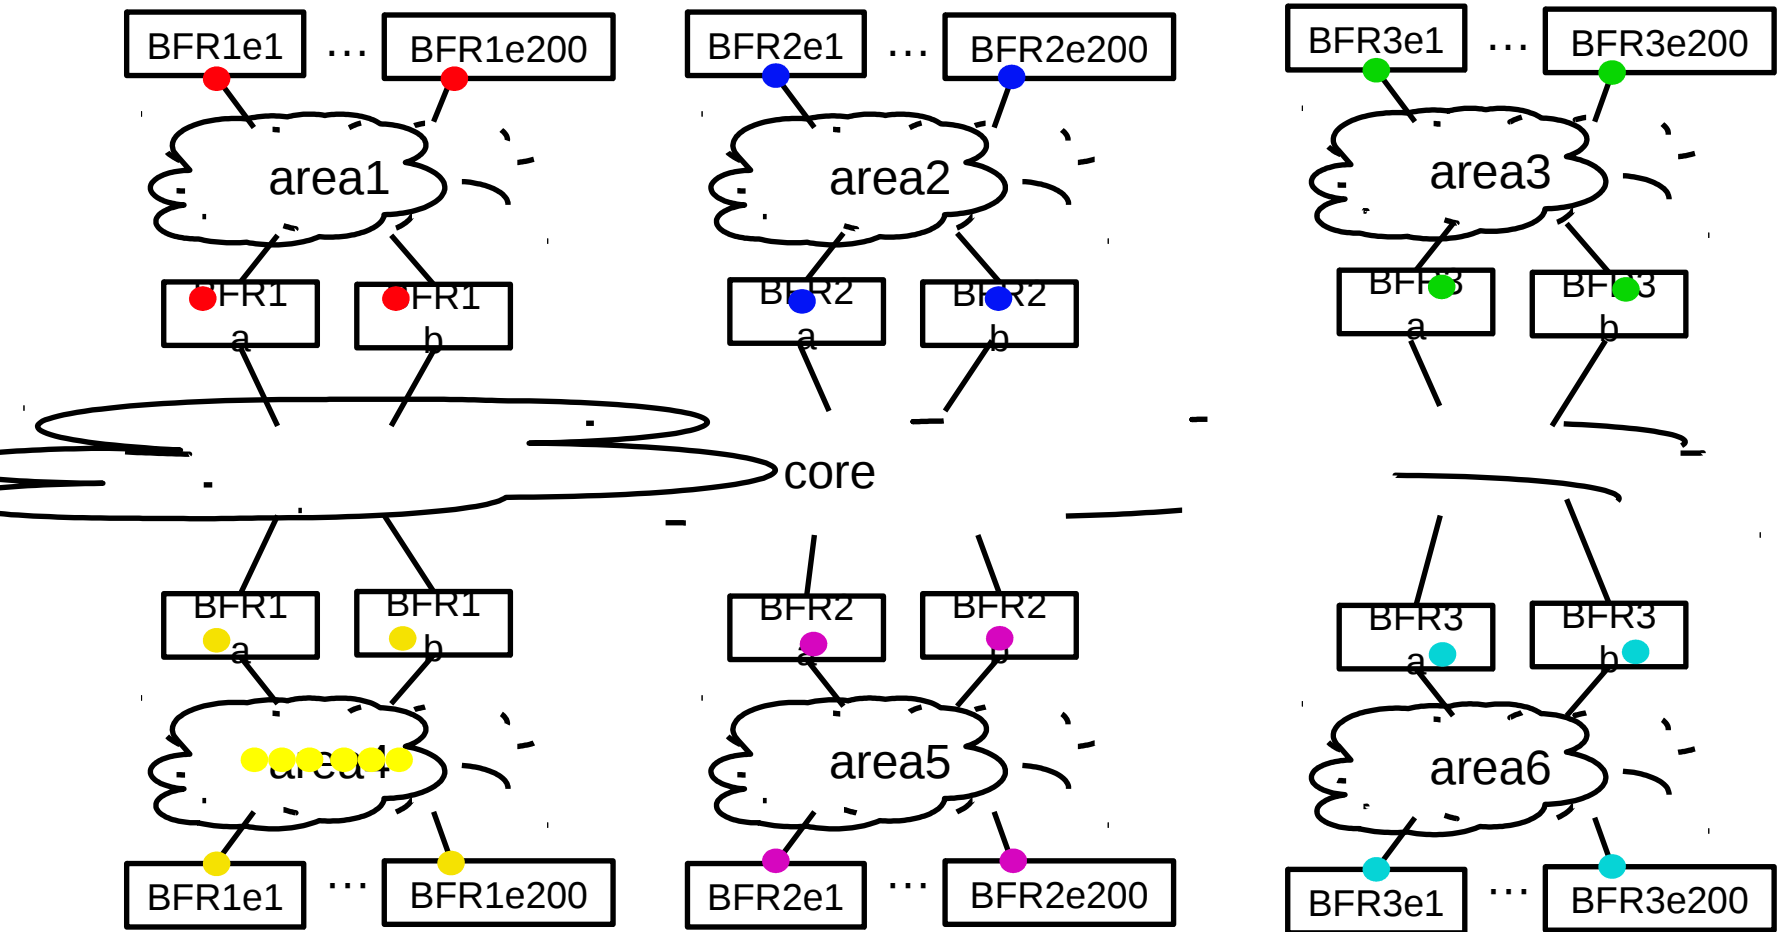 BFR1e1 ... BFR1e200 BFR2e1 ... BFR2e200 BFR3e1 ... BFR3e200
area1 area2 area3
BFR1 BFR1 BFR2 BFR2 BFR3 BFR3
a b a b a b
core
BFR1 BFR1 BFR2 BFR2 BFR3 BFR3
a b a b a b
area4 area5 area6
BFR1e1 ... BFR1e200 BFR2e1 ... BFR2e200 BFR3e1 ... BFR3e200